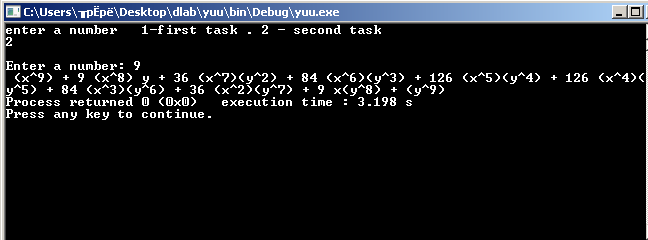 C:\Users\╖pËpë\Desktop\dlab\yuu\bin\Debug\yuu.exe
enter a number   1-first task . 2 - second task
2
Enter a number: 9
(x^9) + 9 (x^8) y + 36 (x^7)(y^2) + 84 (x^6)(y^3) + 126 (x^5)(y^4) + 126 (x^4)(
y^5) + 84 (x^3)(y^6) + 36 (x^2)(y^7) + 9 x(y^8) + (y^9)
Process returned 0 (0x0)   execution time : 3.198 s
Press any key to continue.